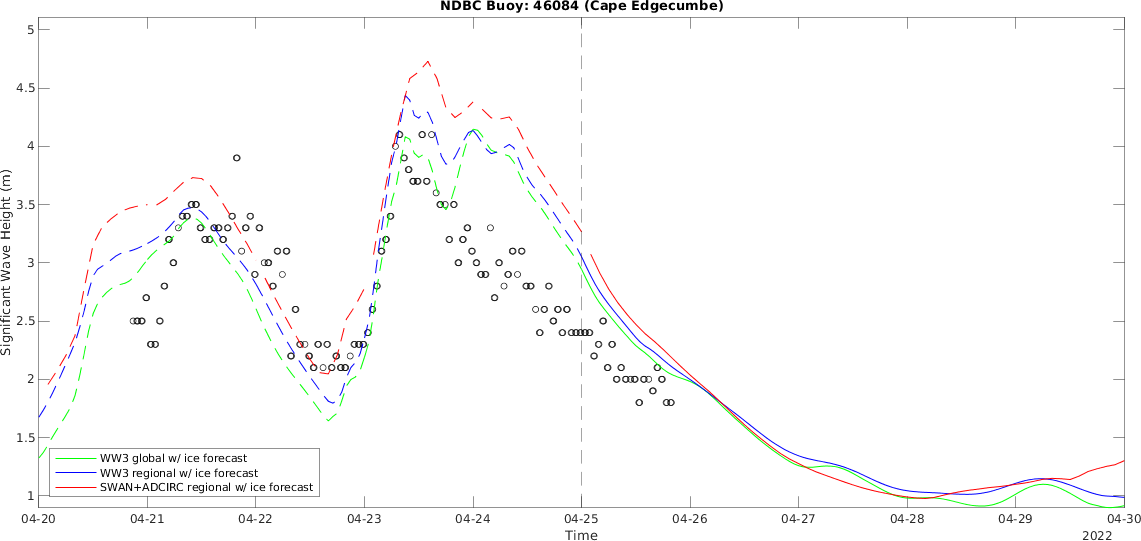 NDBC Buoy: 46084 (Cape Edgecumbe)
5
4.5
4
3.5
3
2.5
2
1.5
1
Significant Wave Height (m)
WW3 global w/ ice forecast
WW3 regional w/ ice forecast
SWAN+ADCIRC regional w/ ice forecast
04-20 04-21 04-22 04-23 04-24 04-25 04-26 04-27 04-28 04-29 04-30
Time 2022